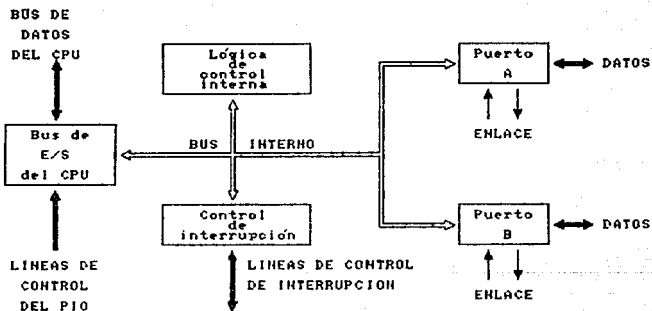 BUS DE
DATOS
DEL CPU
Lógica
de
control
interna
Puerto
A
DATOS
ENLACE
Bus de
E/S
del CPU
BUS INTERNO
Control
de
interrupción
Puerto
B
DATOS
ENLACE
LINEAS DE
CONTROL
DEL PIO
LINEAS DE CONTROL
DE INTERRUPCION